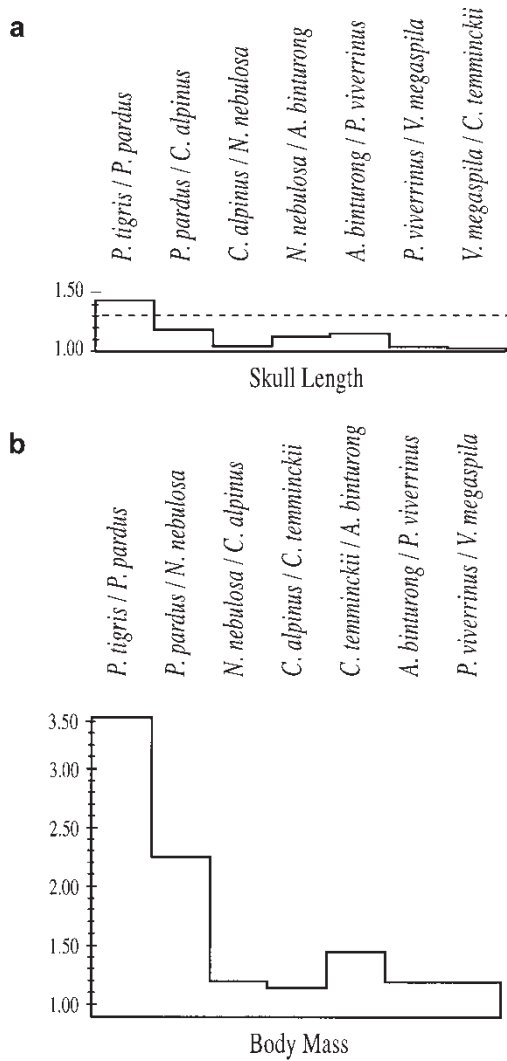 a
P. tigris / P. pardus
P. pardus / C. alpinus
C. alpinus / N. nebulosa
N. nebulosa / A. binturong
A. binturong / P. viverrinus
P. viverrinus / V. megaspila
V. megaspila / C. temminckii
1.50
1.00
Skull Length
b
P. tigris / P. pardus
P. pardus / N. nebulosa
N. nebulosa / C. alpinus
C. alpinus / C. temminckii
C. temminckii / A. binturong
A. binturong / P. viverrinus
P. viverrinus / V. megaspila
3.50
3.00
2.00
2.00
1.50
1.00
Body Mass